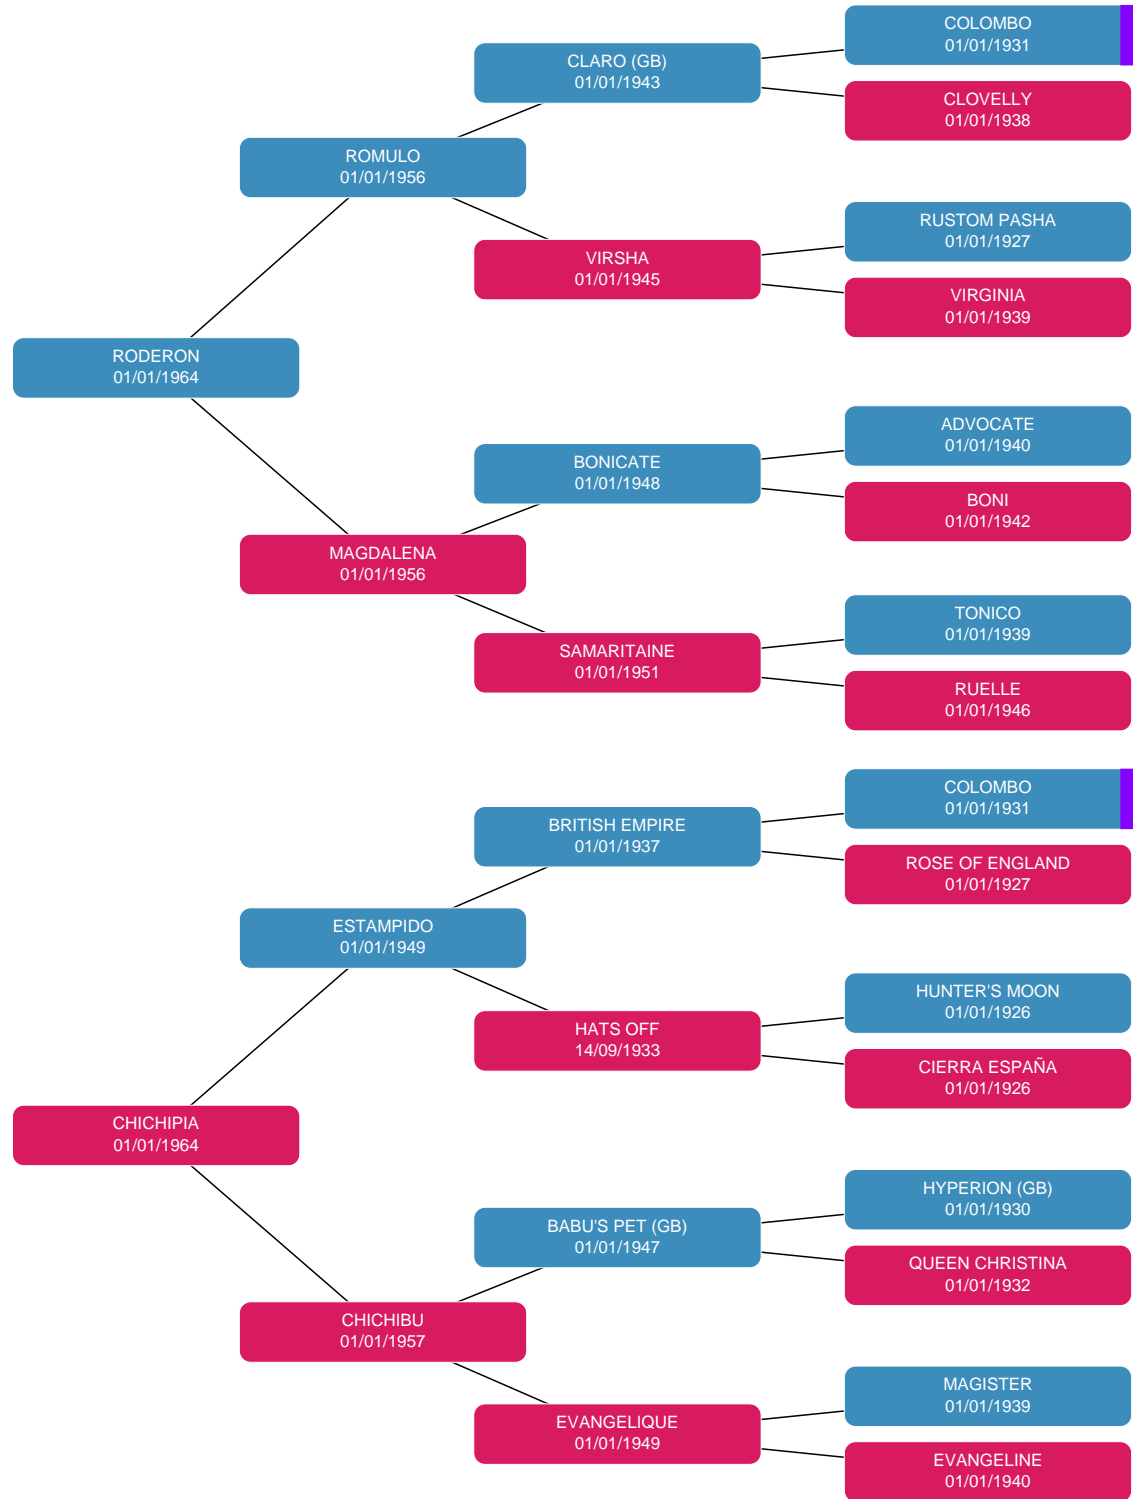 COLOMBO
01/01/1931
CLARO (GB)
01/01/1943
CLOVELLY
01/01/1938
ROMULO
01/01/1956
RUSTOM PASHA
01/01/1927
VIRSHA
01/01/1945
VIRGINIA
01/01/1939
RODERON
01/01/1964
ADVOCATE
01/01/1940
BONICATE
01/01/1948
BONI
01/01/1942
MAGDALENA
01/01/1956
TONICO
01/01/1939
SAMARITAINE
01/01/1951
RUELLE
01/01/1946
COLOMBO
01/01/1931
BRITISH EMPIRE
01/01/1937
ROSE OF ENGLAND
01/01/1927
ESTAMPIDO
01/01/1949
HUNTER'S MOON
01/01/1926
HATS OFF
14/09/1933
CIERRA ESPAÑA
01/01/1926
CHICHIPIA
01/01/1964
HYPERION (GB)
01/01/1930
BABU'S PET (GB)
01/01/1947
QUEEN CHRISTINA
01/01/1932
CHICHIBU
01/01/1957
MAGISTER
01/01/1939
EVANGELIQUE
01/01/1949
EVANGELINE
01/01/1940